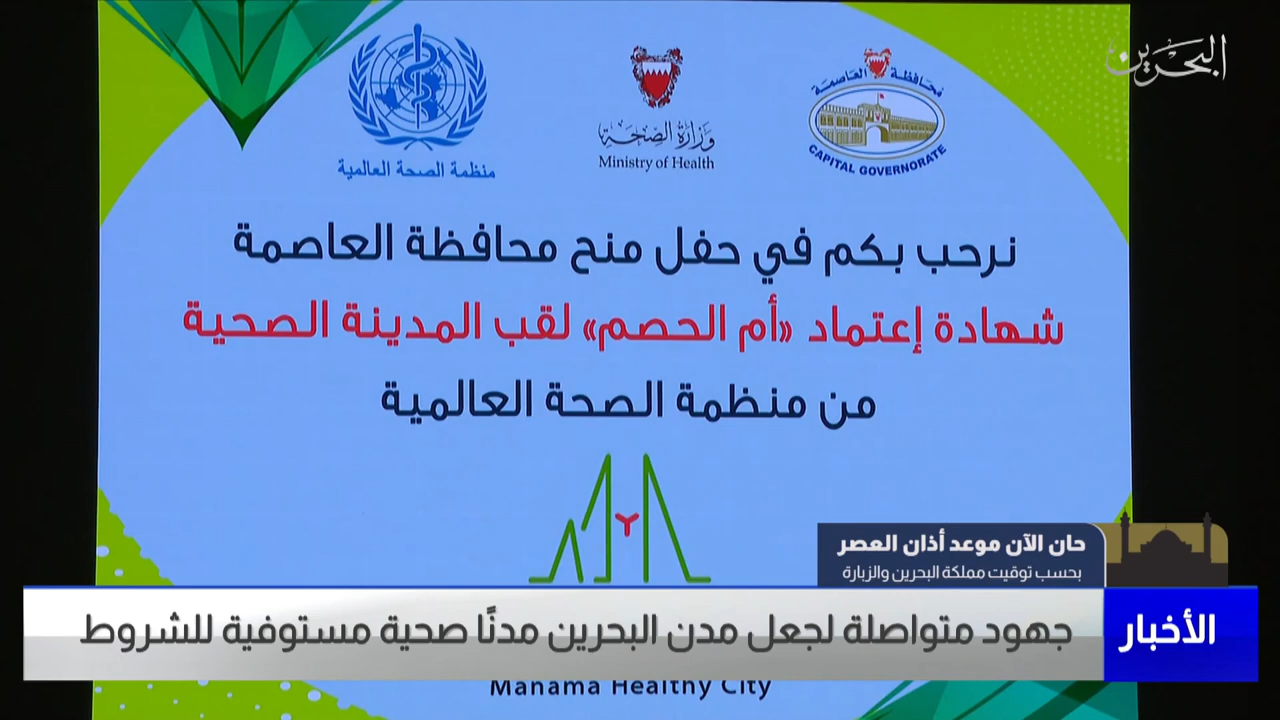 البحرين
منظمة الصحة العالمية
وزارة الصحة
Ministry of Health
محافظة العاصمة
CAPITAL GOVERNORATE
نرحب بكم في حفل منح محافظة العاصمة
شهادة إعتماد «أم الحصم» لقب المدينة الصحية
من منظمة الصحة العالمية
حان الآن موعد أذان العصر
بحسب توقيت مملكة البحرين والزبارة
الأخبار
جهود متواصلة لجعل مدن البحرين مدنًا صحية مستوفية للشروط
Manama Healthy City